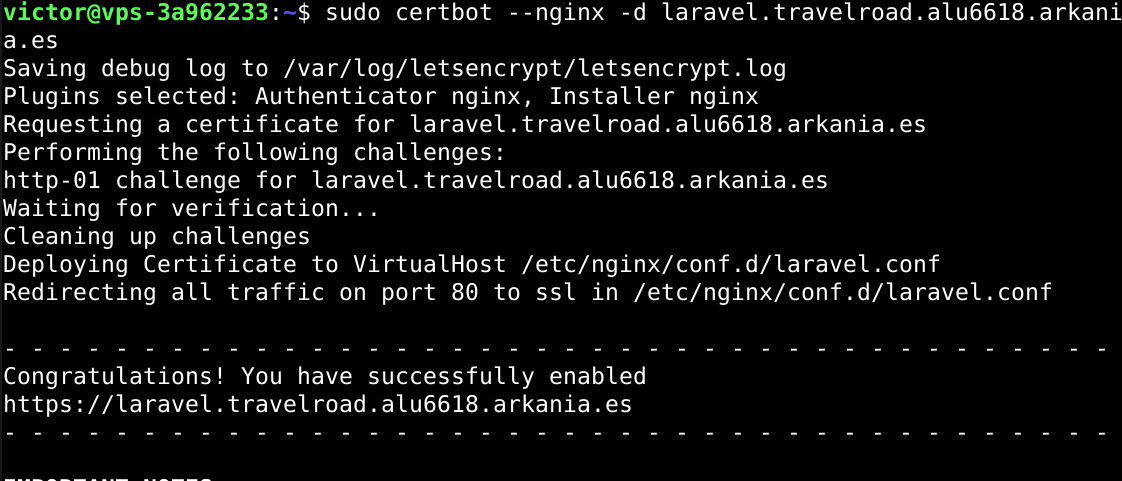 victor@vps-3a962233:~$ sudo certbot --nginx -d laravel.travelroad.alu6618.arkani
a.es
Saving debug log to /var/log/letsencrypt/letsencrypt.log
Plugins selected: Authenticator nginx, Installer nginx
Requesting a certificate for laravel.travelroad.alu6618.arkania.es
Performing the following challenges:
http-01 challenge for laravel.travelroad.alu6618.arkania.es
Waiting for verification...
Cleaning up challenges
Deploying Certificate to VirtualHost /etc/nginx/conf.d/laravel.conf
Redirecting all traffic on port 80 to ssl in /etc/nginx/conf.d/laravel.conf
- - - - - - - - - - - - - - - - - - - - - - - - - - - - - - - - - - - - - - - -
Congratulations! You have successfully enabled
https://laravel.travelroad.alu6618.arkania.es
- - - - - - - - - - - - - - - - - - - - - - - - - - - - - - - - - - - - - - - -